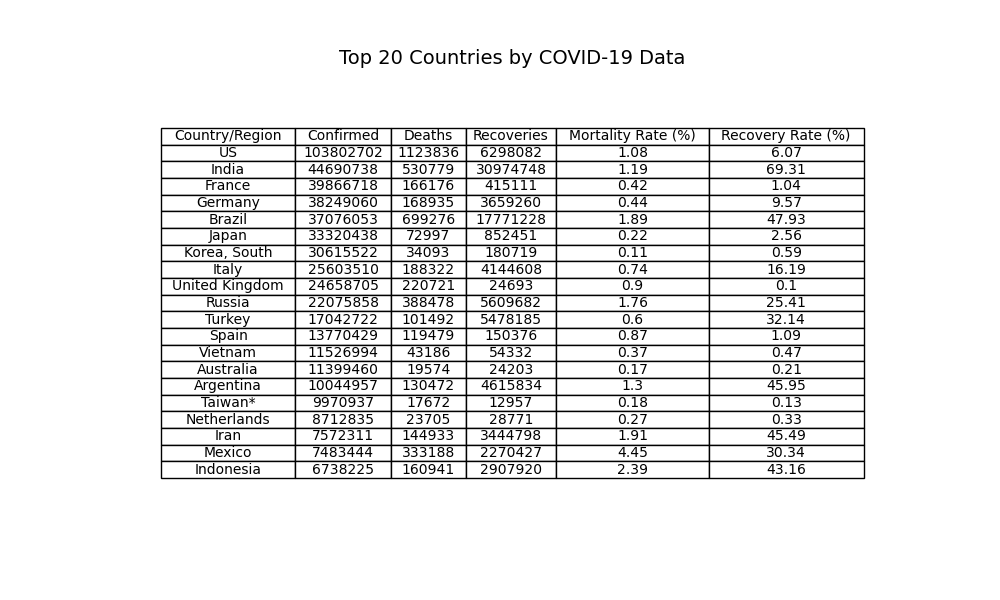 Top 20 Countries by COVID-19 Data
Country/Region Confirmed Deaths Recoveries Mortality Rate (%) Recovery Rate (%)
US 103802702 1123836 6298082 1.08 6.07
India 44690738 530779 30974748 1.19 69.31
France 39866718 166176 415111 0.42 1.04
Germany 38249060 168935 3659260 0.44 9.57
Brazil 37076053 699276 17771228 1.89 47.93
Japan 33320438 72997 852451 0.22 2.56
Korea, South 30615522 34093 180719 0.11 0.59
Italy 25603510 188322 4144608 0.74 16.19
United Kingdom 24658705 220721 24693 0.9 0.1
Russia 22075858 388478 5609682 1.76 25.41
Turkey 17042722 101492 5478185 0.6 32.14
Spain 13770429 119479 150376 0.87 1.09
Vietnam 11526994 43186 54332 0.37 0.47
Australia 11399460 19574 24203 0.17 0.21
Argentina 10044957 130472 4615834 1.3 45.95
Taiwan* 9970937 17672 12957 0.18 0.13
Netherlands 8712835 23705 28771 0.27 0.33
Iran 7572311 144933 3444798 1.91 45.49
Mexico 7483444 333188 2270427 4.45 30.34
Indonesia 6738225 160941 2907920 2.39 43.16